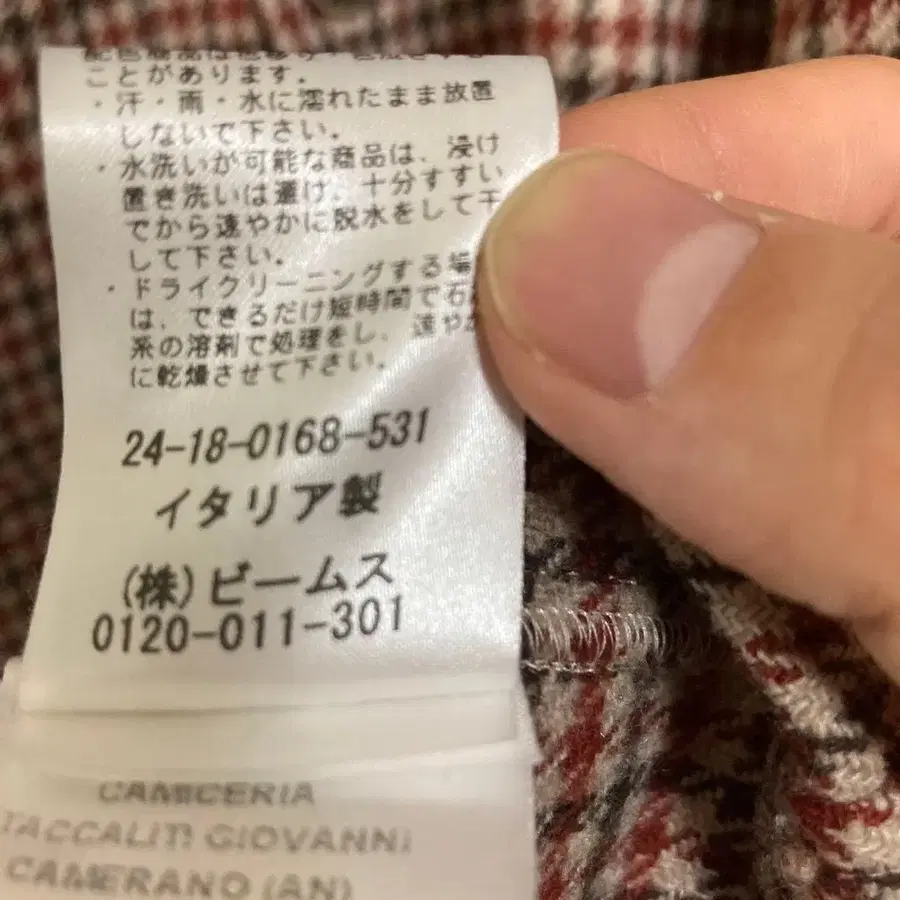 ことがあります.
・汗・雨・水に濡れたまま放置
しないで下さい.
・水洗いが可能な商品は、浸け
置き洗いは避け、十分すすい
でから速やかに脱水をして干
して下さい.
・ドライクリーニングする場
は、できるだけ短時間で石
系の溶剤で処理をし、速やか
に乾燥させて下さい.
24-18-0168-531
イタリア製
(株)ビームス
0120-011-301
CAMICERIA
TACCALITI GIOVANNI
CAMERANO (AN)